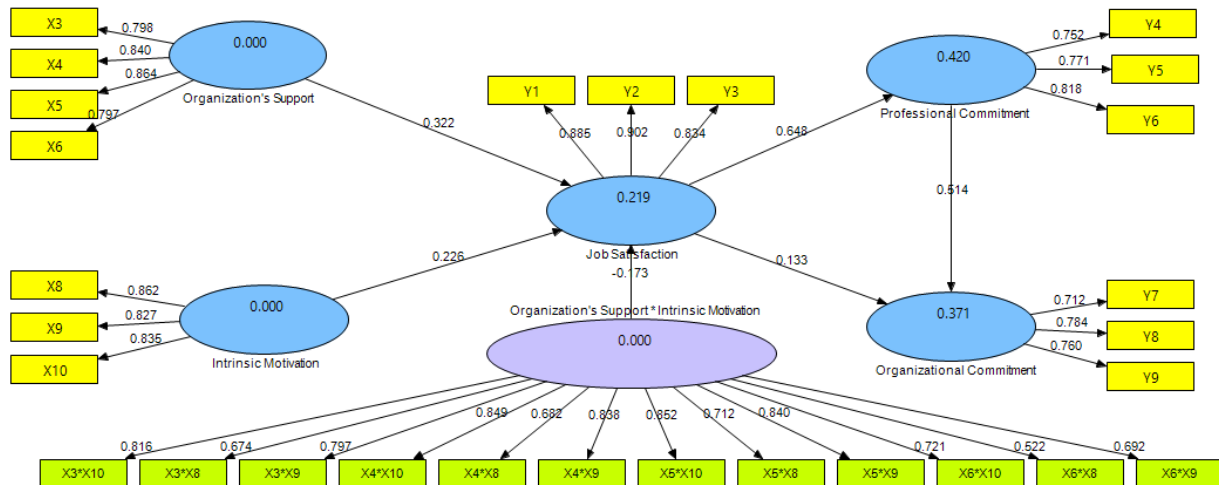 X3
0.798
0.000
X4
0.840
X5
0.864
Organization's Support
X6
0.797
0.322
Y1
Y2
Y3
0.885
0.902
0.834
0.648
0.420
Professional Commitment
0.752
Y4
0.771
Y5
0.818
Y6
0.514
0.219
Job Satisfaction
-0.173
0.226
0.133
X8
0.862
0.000
X9
0.827
X10
0.835
Intrinsic Motivation
Organization's Support * Intrinsic Motivation
0.000
0.371
Organizational Commitment
0.712
Y7
0.784
Y8
0.760
Y9
0.816
0.674
0.797
0.849
0.682
0.838
0.852
0.712
0.840
0.721
0.522
0.692
X3*X10
X3*X8
X3*X9
X4*X10
X4*X8
X4*X9
X5*X10
X5*X8
X5*X9
X6*X10
X6*X8
X6*X9